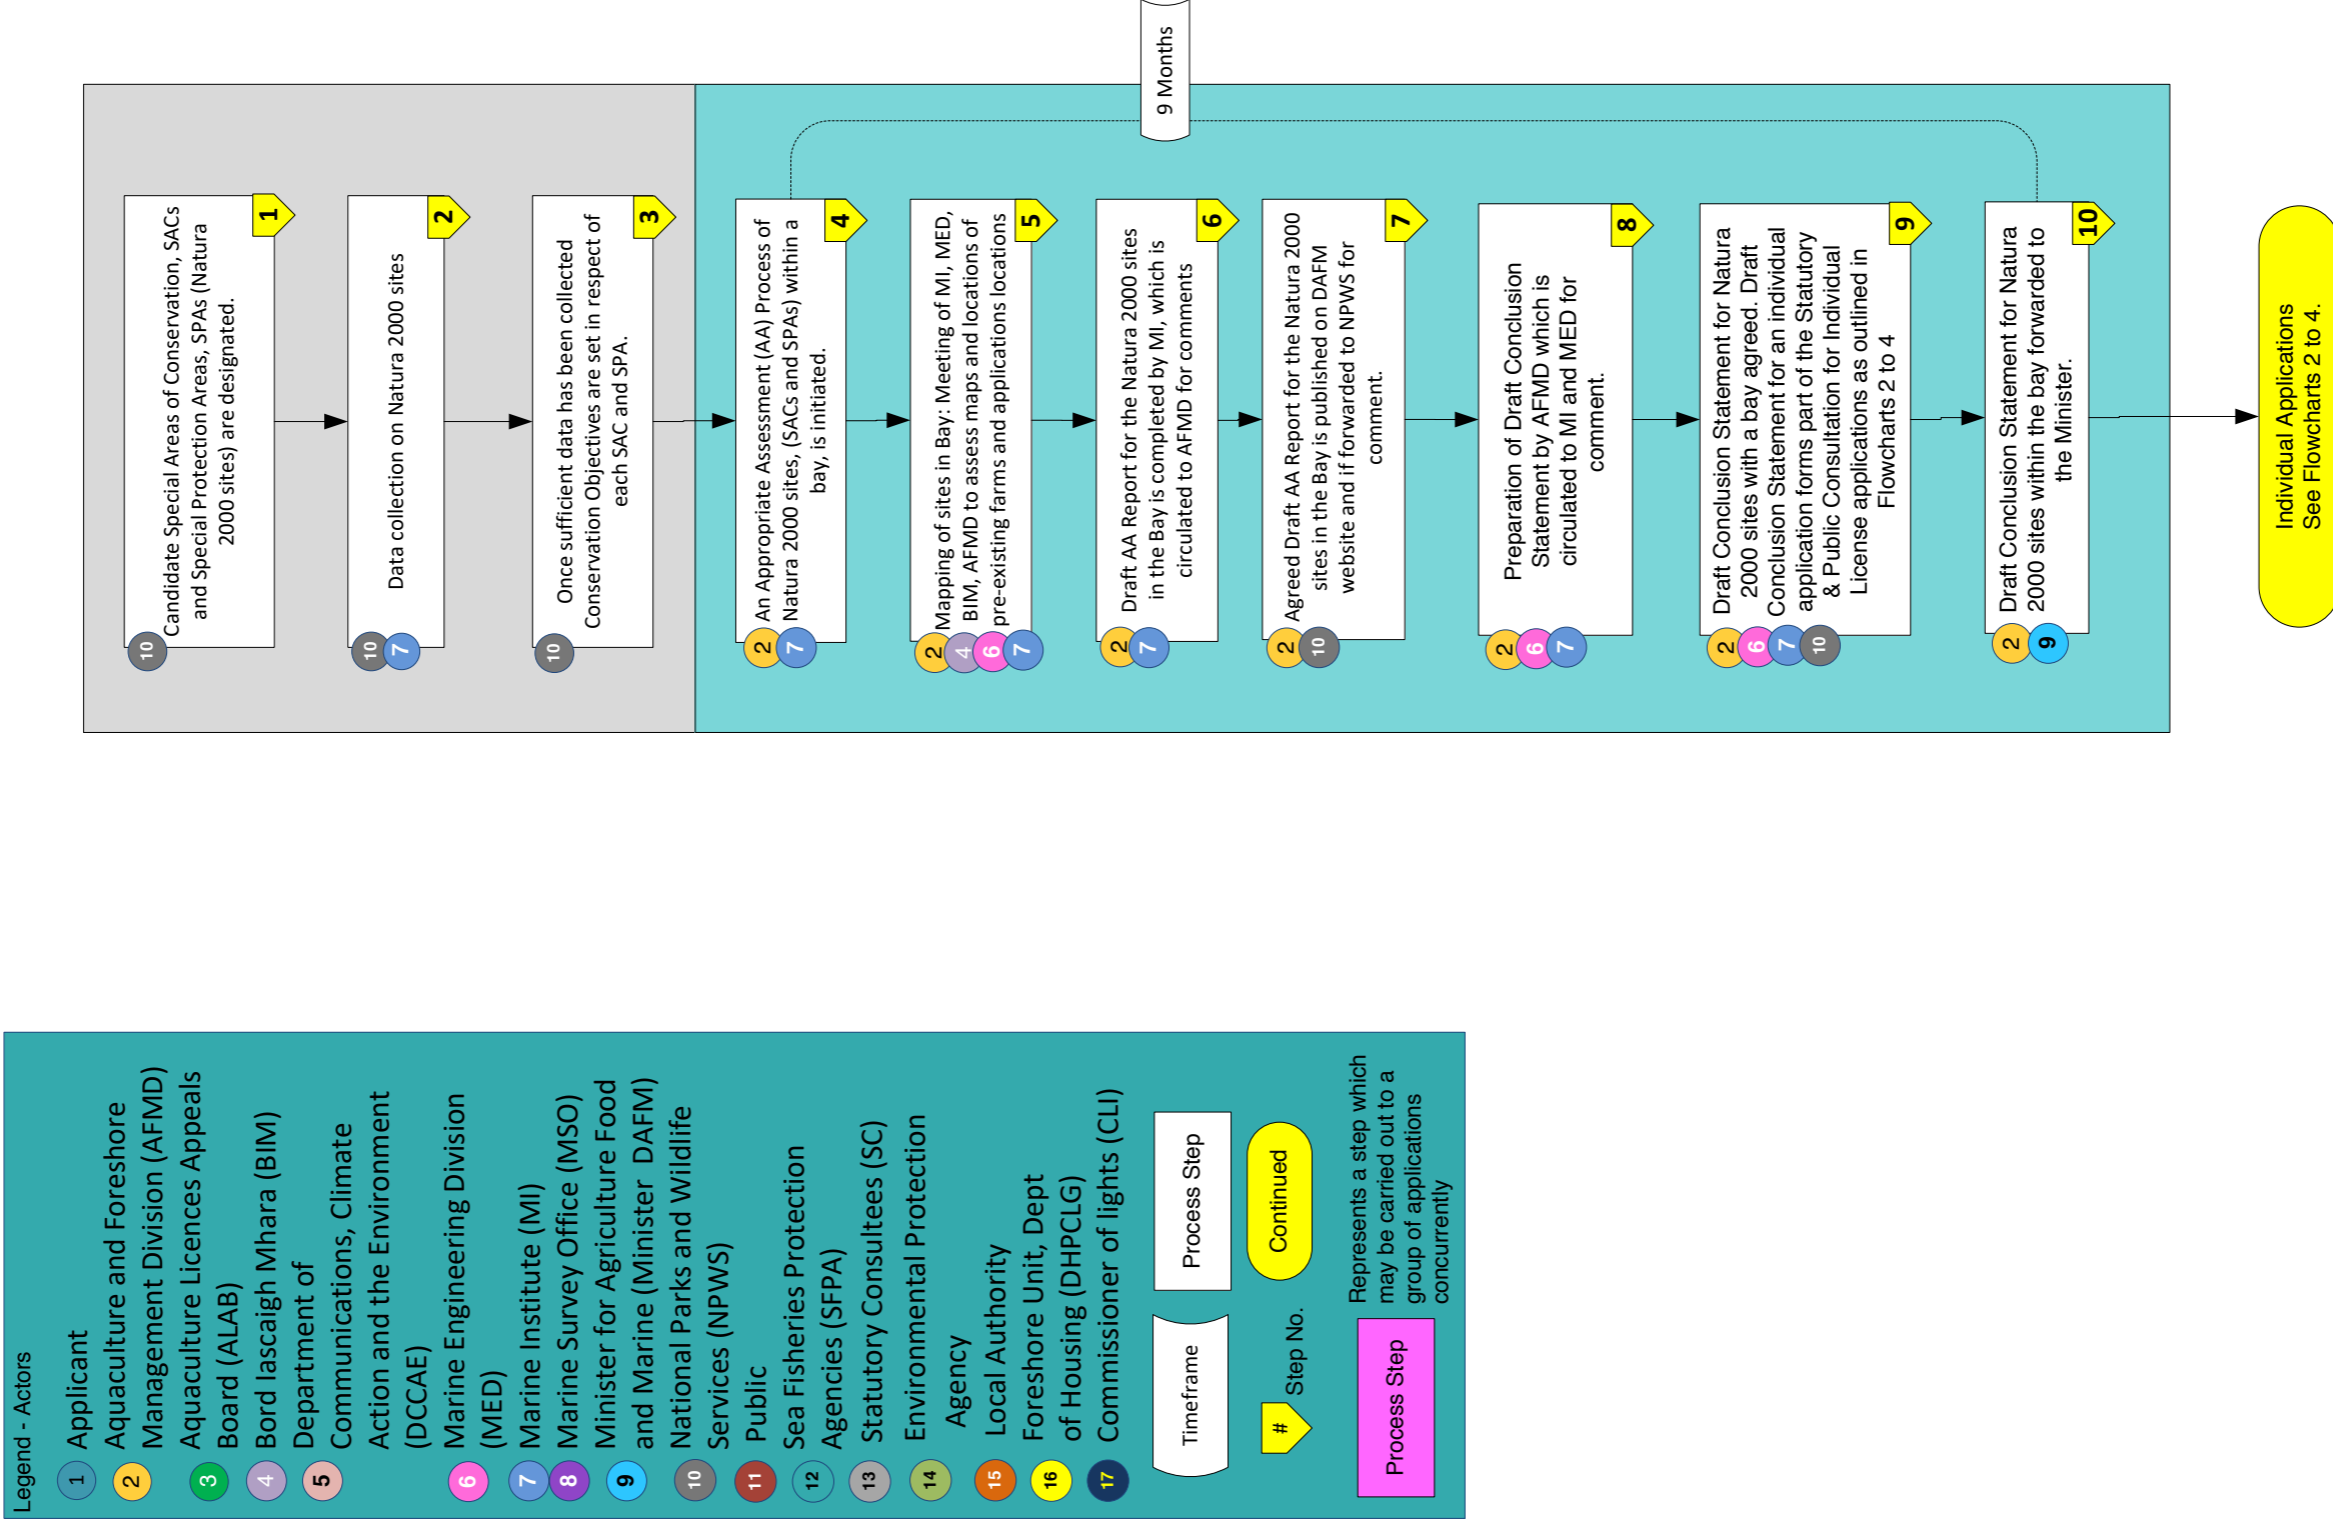 Legend - Actors
1 Applicant
2 Aquaculture and Foreshore
Management Division (AFMD)
3 Aquaculture Licences Appeals
Board (ALAB)
4 Bord Iascaigh Mhara (BIM)
5 Department of
Communications, Climate
Action and the Environment
(DCCAE)
6 Marine Engineering Division
(MED)
7 Marine Institute (MI)
8 Marine Survey Office (MSO)
9 Minister for Agriculture Food
and Marine (Minister DAFM)
10 National Parks and Wildlife
Services (NPWS)
11 Public
12 Sea Fisheries Protection
Agencies (SFPA)
13 Statutory Consultees (SC)
14 Environmental Protection
Agency
15 Local Authority
16 Foreshore Unit, Dept
of Housing (DHPCLG)
17 Commissioner of lights (CLI)
Timeframe
Process Step
# Step No.
Continued
Process Step
Represents a step which
may be carried out to a
group of applications
concurrently
10
Candidate Special Areas of Conservation, SACs
and Special Protection Areas, SPAs (Natura
2000 sites) are designated.
1
10
7
Data collection on Natura 2000 sites
2
10
Once sufficient data has been collected
Conservation Objectives are set in respect of
each SAC and SPA.
3
2
7
An Appropriate Assessment (AA) Process of
Natura 2000 sites, (SACs and SPAs) within a
bay, is initiated.
4
2
4
6
7
Mapping of sites in Bay: Meeting of MI, MED,
BIM, AFMD to assess maps and locations of
pre-existing farms and applications locations
5
2
7
Draft AA Report for the Natura 2000 sites
in the Bay is completed by MI, which is
circulated to AFMD for comments
6
2
10
Agreed Draft AA Report for the Natura 2000
sites in the Bay is published on DAFM
website and if forwarded to NPWS for
comment.
7
2
6
7
Preparation of Draft Conclusion
Statement by AFMD which is
circulated to MI and MED for
comment.
8
2
6
7
10
Draft Conclusion Statement for Natura
2000 sites with a bay agreed. Draft
Conclusion Statement for an individual
application forms part of the Statutory
& Public Consultation for Individual
License applications as outlined in
Flowcharts 2 to 4
9
2
9
Draft Conclusion Statement for Natura
2000 sites within the bay forwarded to
the Minister.
10
9 Months
Individual Applications
See Flowcharts 2 to 4.